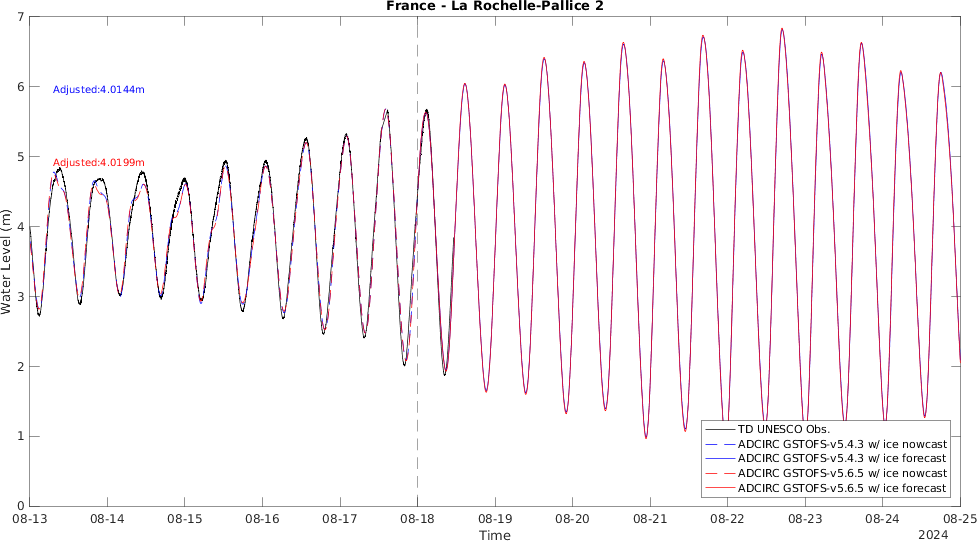 France - La Rochelle-Pallice 2
7
6
5
4
3
2
1
0
Water Level (m)
Adjusted:4.0144m
Adjusted:4.0199m
TD UNESCO Obs.
ADCIRC GSTOFS-v5.4.3 w/ ice nowcast
ADCIRC GSTOFS-v5.4.3 w/ ice forecast
ADCIRC GSTOFS-v5.6.5 w/ ice nowcast
ADCIRC GSTOFS-v5.6.5 w/ ice forecast
08-13 08-14 08-15 08-16 08-17 08-18 08-19 08-20 08-21 08-22 08-23 08-24 08-25
Time
2024